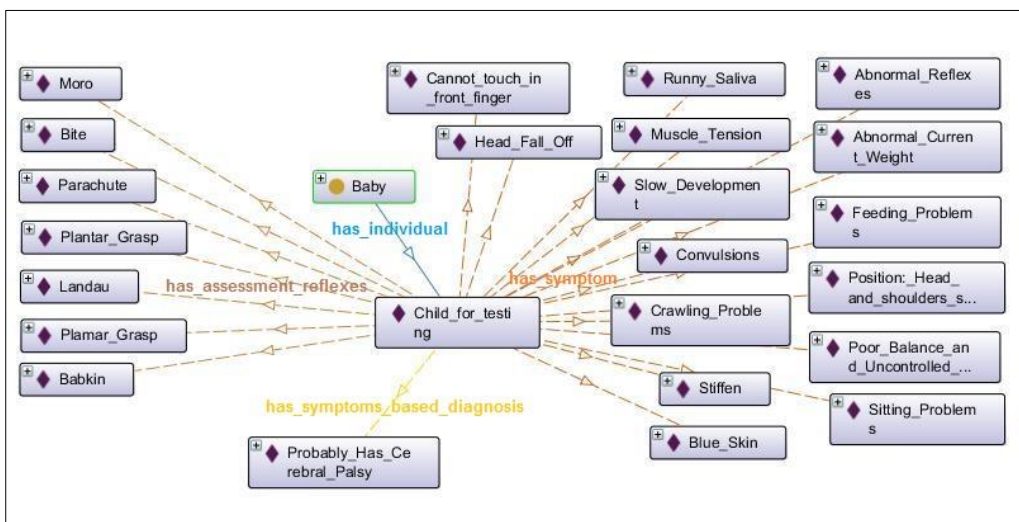 Moro
Bite
Parachute
Plantar_Grasp
Landau
Plamar_Grasp
Babkin
has_assessment_reflexes
Baby
has_individual
Child_for_testi
ng
has_symptoms_based_diagnosis
Probably_Has_Ce
rebral_Palsy
Cannot_touch_in
_front_finger
Head_Fall_Off
has_symptom
Runny_Saliva
Muscle_Tension
Slow_Developmen
t
Convulsions
Crawling_Proble
ms
Stiffen
Blue_Skin
Abnormal_Reflex
es
Abnormal_Curren
t_Weight
Feeding_Problem
s
Position:_Head_
and_shoulders_s...
Poor_Balance_an
d_Uncontrolled_...
Sitting_Problem
s